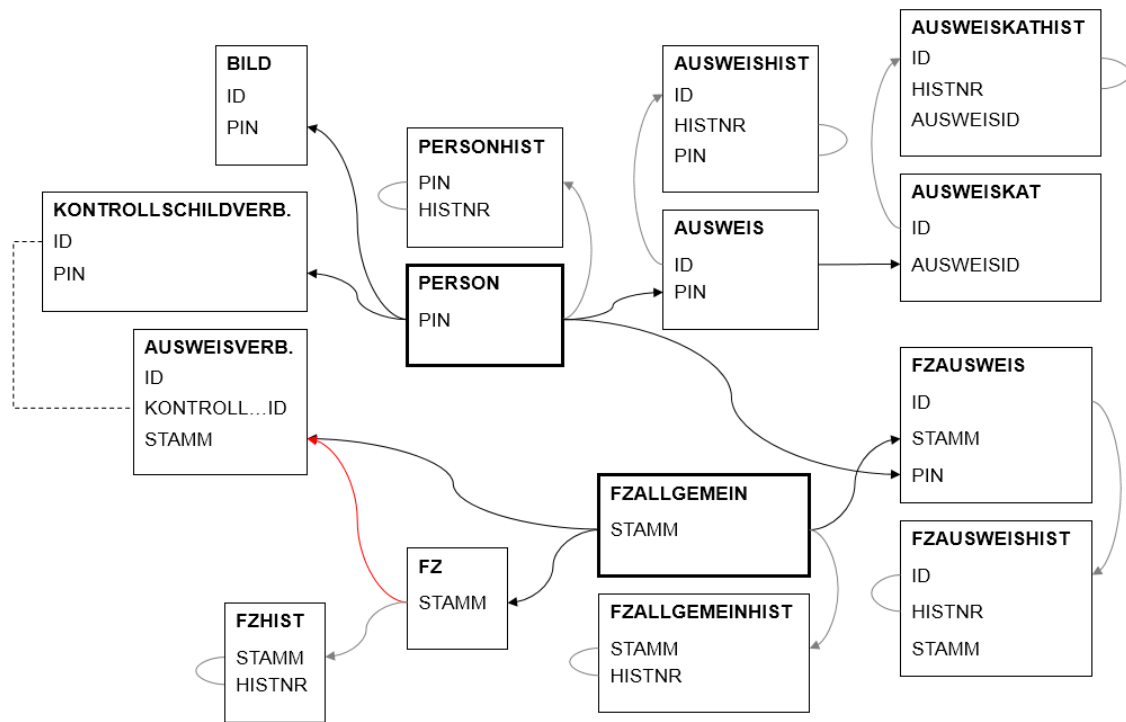 BILD
ID
PIN
KONTROLLSCHILDVERB.
ID
PIN
AUSWEISVERB.
ID
KONTROLL…ID
STAMM
FZHIST
STAMM
HISTNR
PERSONHIST
PIN
HISTNR
PERSON
PIN
FZ
STAMM
AUSWEISHIST
ID
HISTNR
PIN
AUSWEIS
ID
PIN
FZALLGEMEIN
STAMM
FZALLGEMEINHIST
STAMM
HISTNR
AUSWEISKATHIST
ID
HISTNR
AUSWEISID
AUSWEISKAT
ID
AUSWEISID
FZAUSWEIS
ID
STAMM
PIN
FZAUSWEISHIST
ID
HISTNR
STAMM